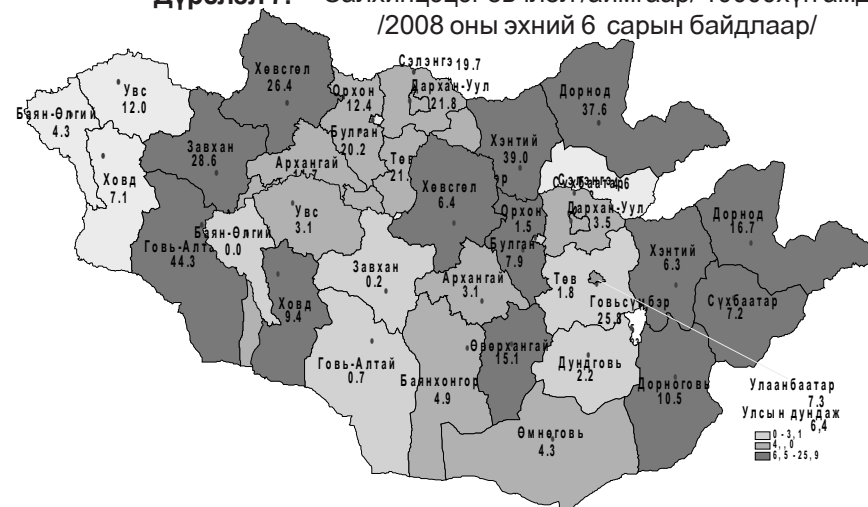 /2008 оны эхний 6 сарын байдлаар/
Хөвсгөл
26.4
Сэлэнгэ 19.7
Дархан-Уул
21.8
Орхон
12.4
Увс
12.0
Баян-Өлгий
4.3
Дорнод
37.6
Булган
20.2
Хэнтий
39.0
Завхан
28.6
Архангай
Төв
Ховд
7.1
Хөвсгөл
6.4
Увс
3.1
Орхон
1.5
Дархан-Уул
3.5
Дорнод
16.7
Баян-Өлгий
0.0
44.3
Булган
7.9
Хэнтий
6.3
Завхан
0.2
Архангай
3.1
Төв
1.8
Говьсүмбэр
25.8
Сүхбаатар
7.2
Ховд
9.4
Өвөрхангай
15.1
Говь-Алтай
0.7
Дундговь
2.2
Баянхонгор
4.9
Дорноговь
10.5
Улаанбаатар
7.3
Улсын дундаж
6,4
Өмнөговь
4.3
0 - 3,1
4,,0
6,5 - 25,9